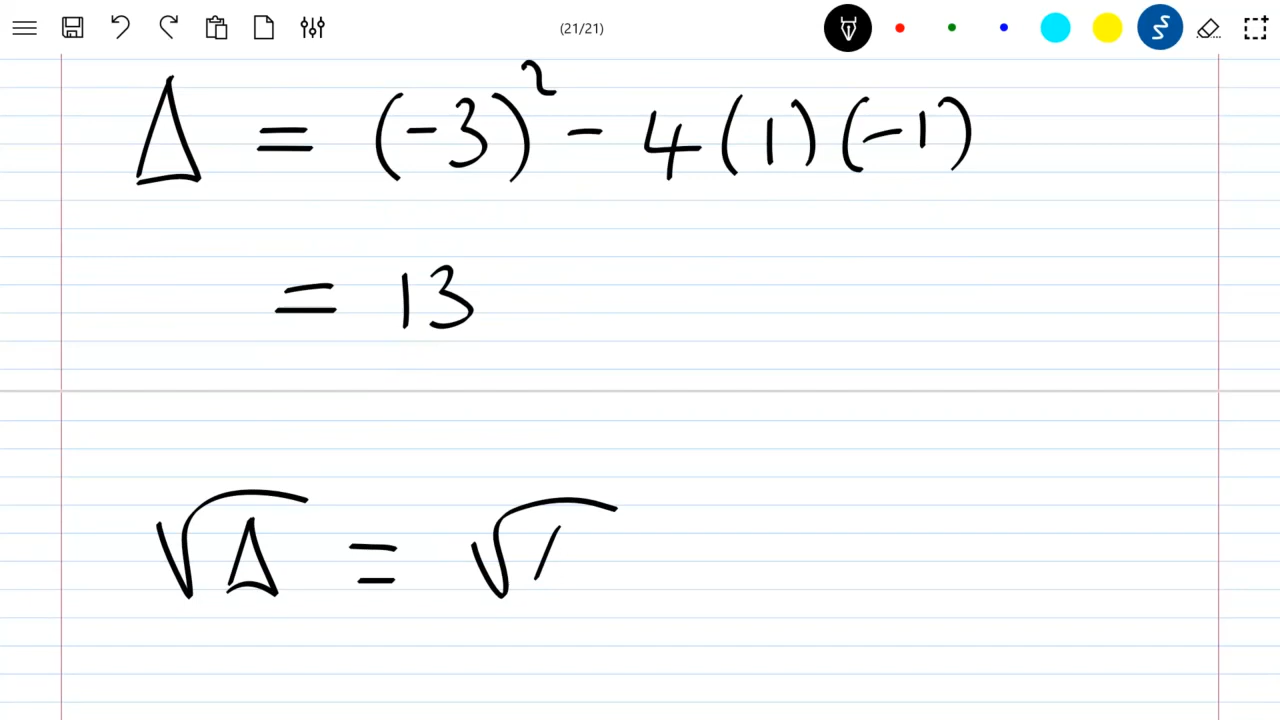 (21/21)
Δ = (-3)² - 4(1)(-1)
= 13
√Δ = √